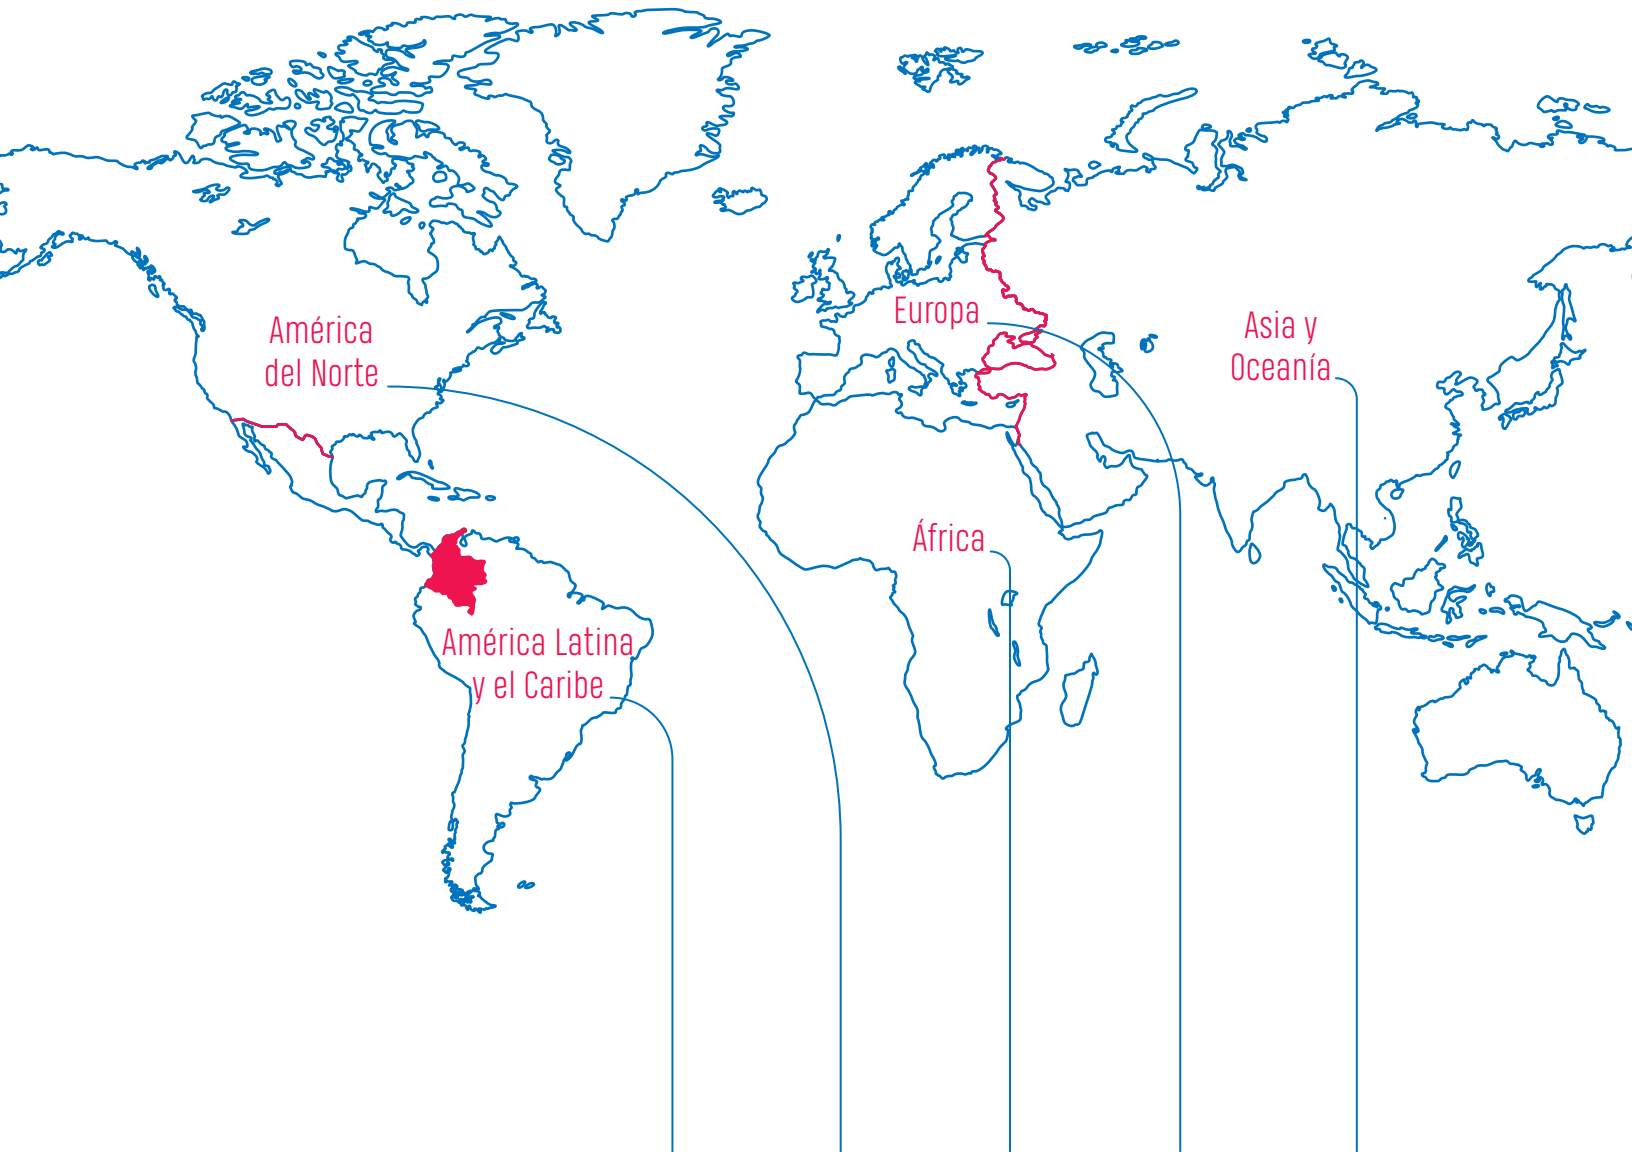 América
del Norte
Europa
Asia y
Oceanía
África
América Latina
y el Caribe